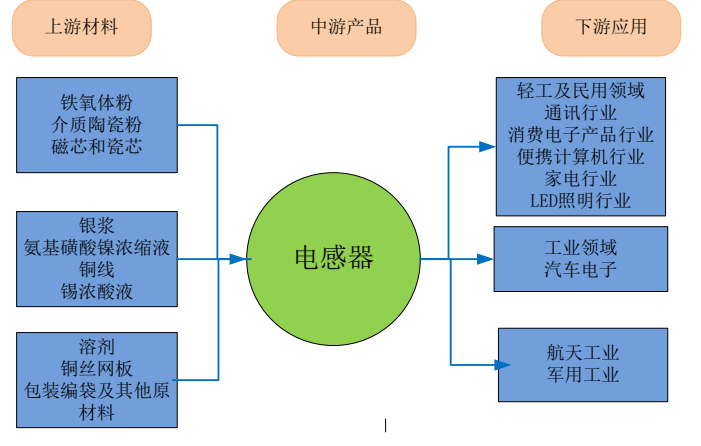 上游材料
中游产品
下游应用
铁氧体粉
介质陶瓷粉
磁芯和瓷芯
银浆
氨基磺酸镍浓缩液
铜线
锡浓酸液
溶剂
铜丝网板
包装编袋及其他原
材料
电感器
轻工及民用领域
通讯行业
消费电子产品行业
便携计算机行业
家电行业
LED照明行业
工业领域
汽车电子
航天工业
军用工业